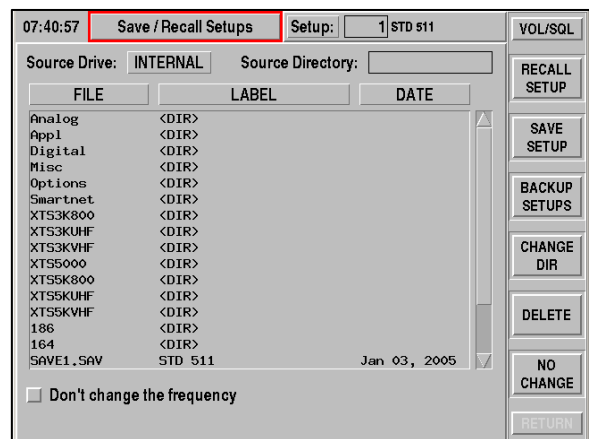 07:40:57 Save / Recall Setups Setup: 1 STD 511
Source Drive: INTERNAL Source Directory:
FILE LABEL DATE
Analog <DIR>
Appl <DIR>
Digital <DIR>
Misc <DIR>
Options <DIR>
Smartnet <DIR>
XTS3K800 <DIR>
XTS3KUHF <DIR>
XTS3KVHF <DIR>
XTS5000 <DIR>
XTS5K800 <DIR>
XTS5KUHF <DIR>
XTS5KVHF <DIR>
186 <DIR>
164 <DIR>
SAVE1.SAV STD 511 Jan 03, 2005
Don't change the frequency
VOL/SQL
RECALL
SETUP
SAVE
SETUP
BACKUP
SETUPS
CHANGE
DIR
DELETE
NO
CHANGE
RETURN